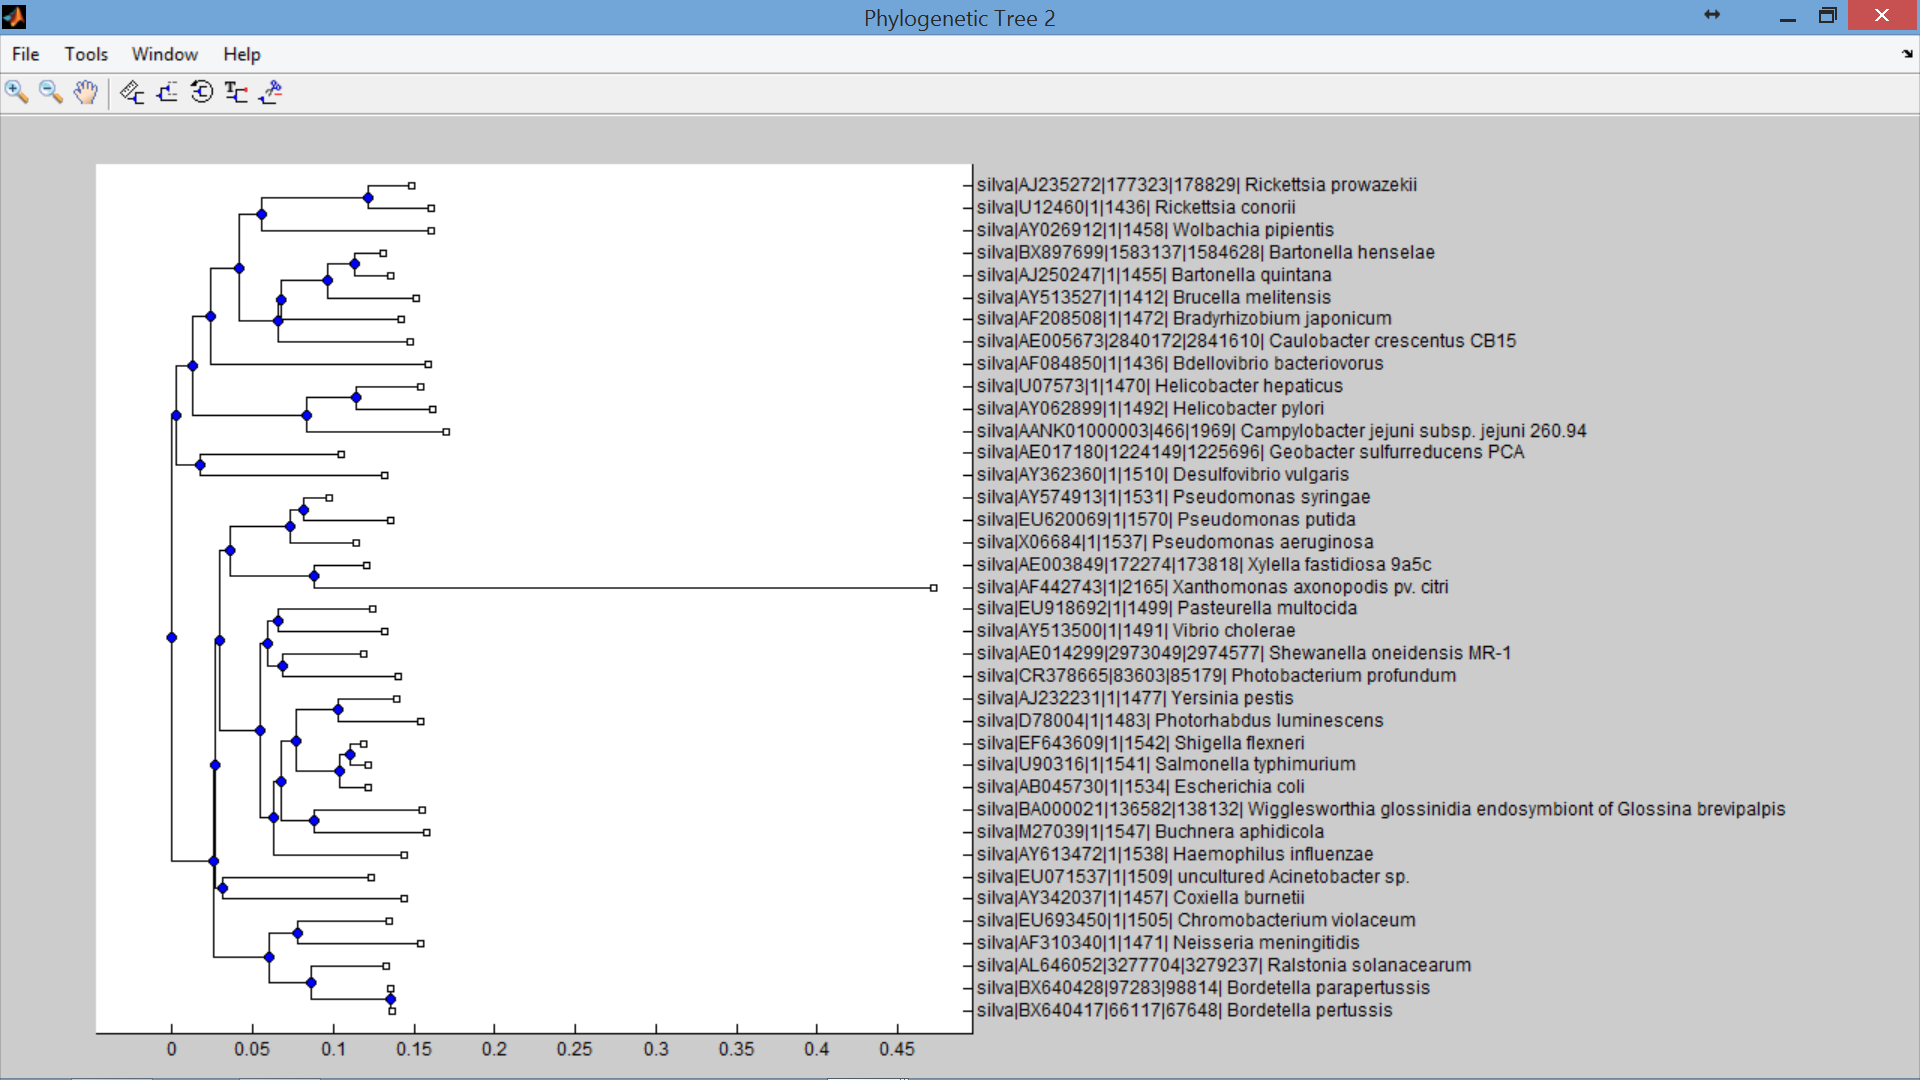 Phylogenetic Tree 2
File Tools Window Help
silva|AJ235272|177323|178829| Rickettsia prowazekii
silva|U12460|1|1436| Rickettsia conorii
silva|AY026912|1|1458| Wolbachia pipientis
silva|BX897699|1583137|1584628| Bartonella henselae
silva|AJ250247|1|1455| Bartonella quintana
silva|AY513527|1|1412| Brucella melitensis
silva|AF208508|1|1472| Bradyrhizobium japonicum
silva|AE005673|2840172|2841610| Caulobacter crescentus CB15
silva|AF084850|1|1436| Bdellovibrio bacteriovorus
silva|U07573|1|1470| Helicobacter hepaticus
silva|AY062899|1|1492| Helicobacter pylori
silva|AANK01000003|466|1969| Campylobacter jejuni subsp. jejuni 260.94
silva|AE017180|1224149|1225696| Geobacter sulfurreducens PCA
silva|AY362360|1|1510| Desulfovibrio vulgaris
silva|AY574913|1|1531| Pseudomonas syringae
silva|EU620069|1|1570| Pseudomonas putida
silva|X06684|1|1537| Pseudomonas aeruginosa
silva|AE003849|172274|173818| Xylella fastidiosa 9a5c
silva|AF442743|1|2165| Xanthomonas axonopodis pv. citri
silva|EU918692|1|1499| Pasteurella multocida
silva|AY513500|1|1491| Vibrio cholerae
silva|AE014299|2973049|2974577| Shewanella oneidensis MR-1
silva|CR378665|83603|85179| Photobacterium profundum
silva|AJ232231|1|1477| Yersinia pestis
silva|D78004|1|1483| Photorhabdus luminescens
silva|EF643609|1|1542| Shigella flexneri
silva|U90316|1|1541| Salmonella typhimurium
silva|AB045730|1|1534| Escherichia coli
silva|BA000021|136582|138132| Wigglesworthia glossinidia endosymbiont of Glossina brevipalpis
silva|M27039|1|1547| Buchnera aphidicola
silva|AY613472|1|1538| Haemophilus influenzae
silva|EU071537|1|1509| uncultured Acinetobacter sp.
silva|AY342037|1|1457| Coxiella burnetii
silva|EU693450|1|1505| Chromobacterium violaceum
silva|AF310340|1|1471| Neisseria meningitidis
silva|AL646052|3277704|3279237| Ralstonia solanacearum
silva|BX640428|97283|98814| Bordetella parapertussis
silva|BX640417|66117|67648| Bordetella pertussis
0 0.05 0.1 0.15 0.2 0.25 0.3 0.35 0.4 0.45